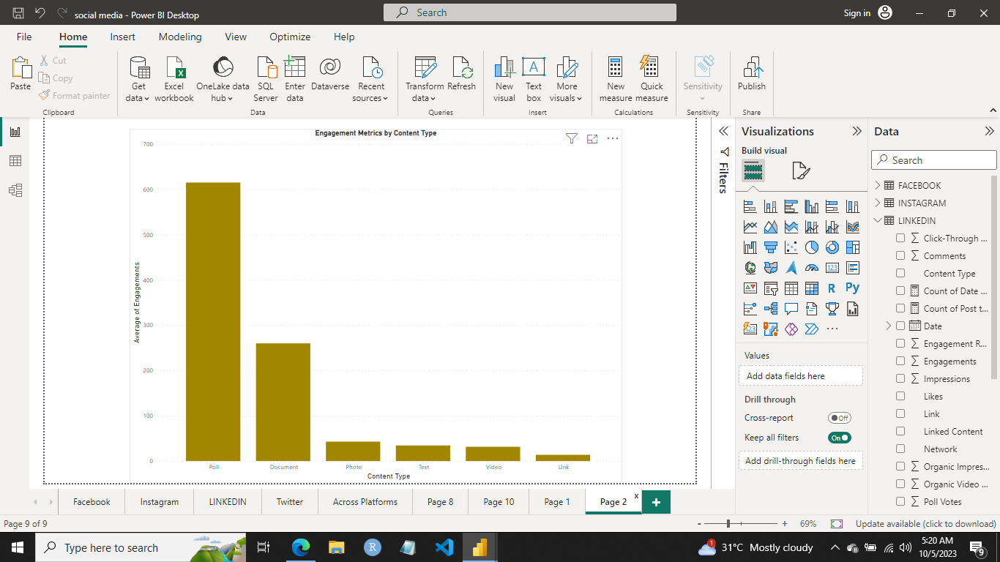 social media - Power BI Desktop
Search
Sign in
File Home Insert Modeling View Optimize Help
Paste
Cut
Copy
Format painter
Clipboard
Get data
Excel workbook
OneLake data hub
SQL Server
Enter data
Dataverse
Recent sources
Data
Transform data
Refresh
Queries
New visual
Text box
More visuals
Insert
New measure
Quick measure
Calculations
Sensitivity
Sensitivity
Publish
Share
Engagement Metrics by Content Type
Average of Engagements
700
600
500
400
300
200
100
0
Poll Document Photo Text Video Link
Content Type
Filters
Visualizations
Build visual
123
R
Py
123
Values
Add data fields here
Drill through
Cross-report
Off
Keep all filters
On
Add drill-through fields here
Data
Search
FACEBOOK
INSTAGRAM
LINKEDIN
Click-Through ...
Comments
Content Type
Count of Date ...
Count of Post t...
Date
Engagement R...
Engagements
Impressions
Likes
Link
Linked Content
Network
Organic Impres...
Organic Video ...
Poll Votes
Facebook Instagram LINKEDIN Twitter Across Platforms Page 8 Page 10 Page 1 Page 2 x +
Page 9 of 9
- + 69%
Update available (click to download)
Type here to search
R
1
31°C Mostly cloudy
5:20 AM
10/5/2023
9